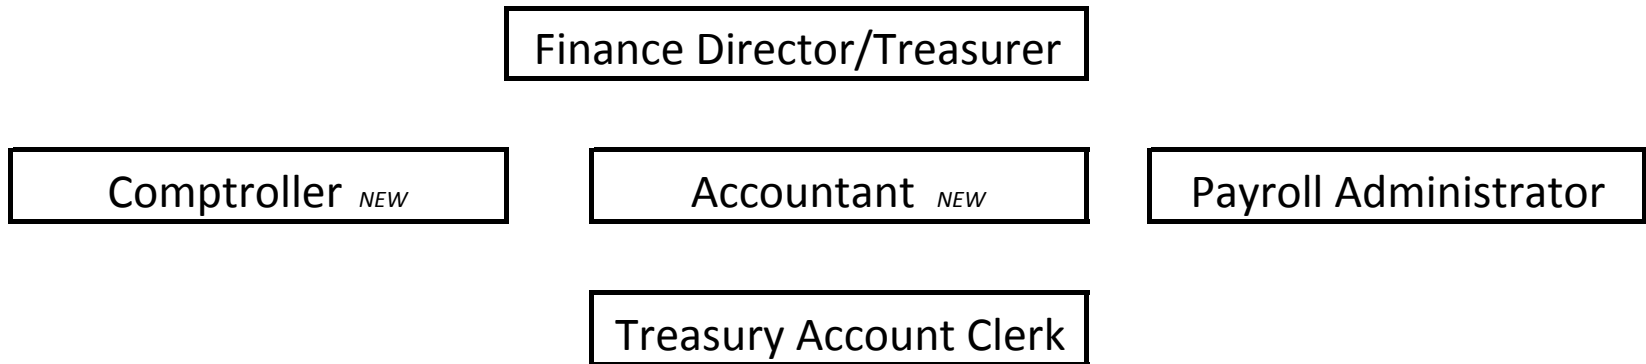 Finance Director/Treasurer
Comptroller NEW
Accountant NEW
Payroll Administrator
Treasury Account Clerk